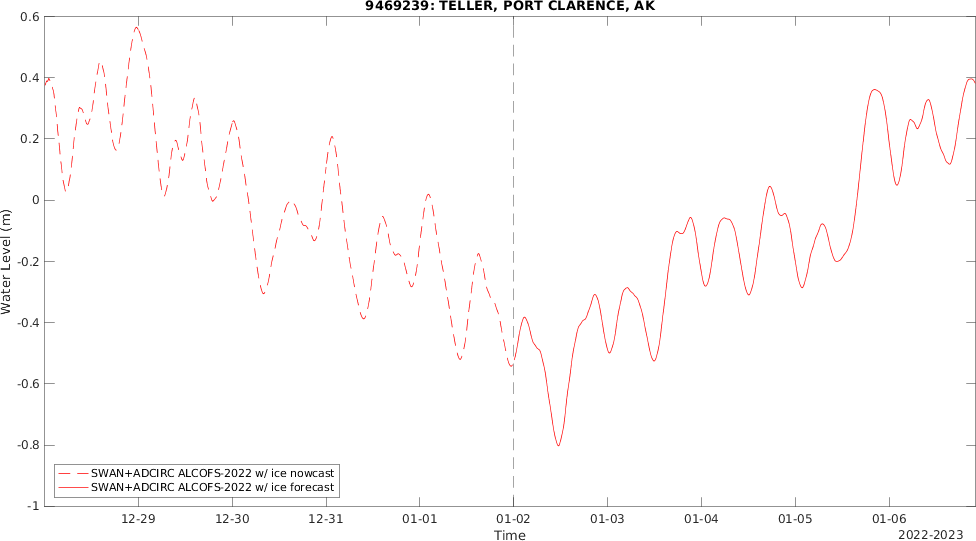 9469239: TELLER, PORT CLARENCE, AK
0.6
0.4
0.2
0
-0.2
-0.4
-0.6
-0.8
-1
Water Level (m)
SWAN+ADCIRC ALCOFS-2022 w/ ice nowcast
SWAN+ADCIRC ALCOFS-2022 w/ ice forecast
12-29 12-30 12-31 01-01 01-02 01-03 01-04 01-05 01-06
Time
2022-2023